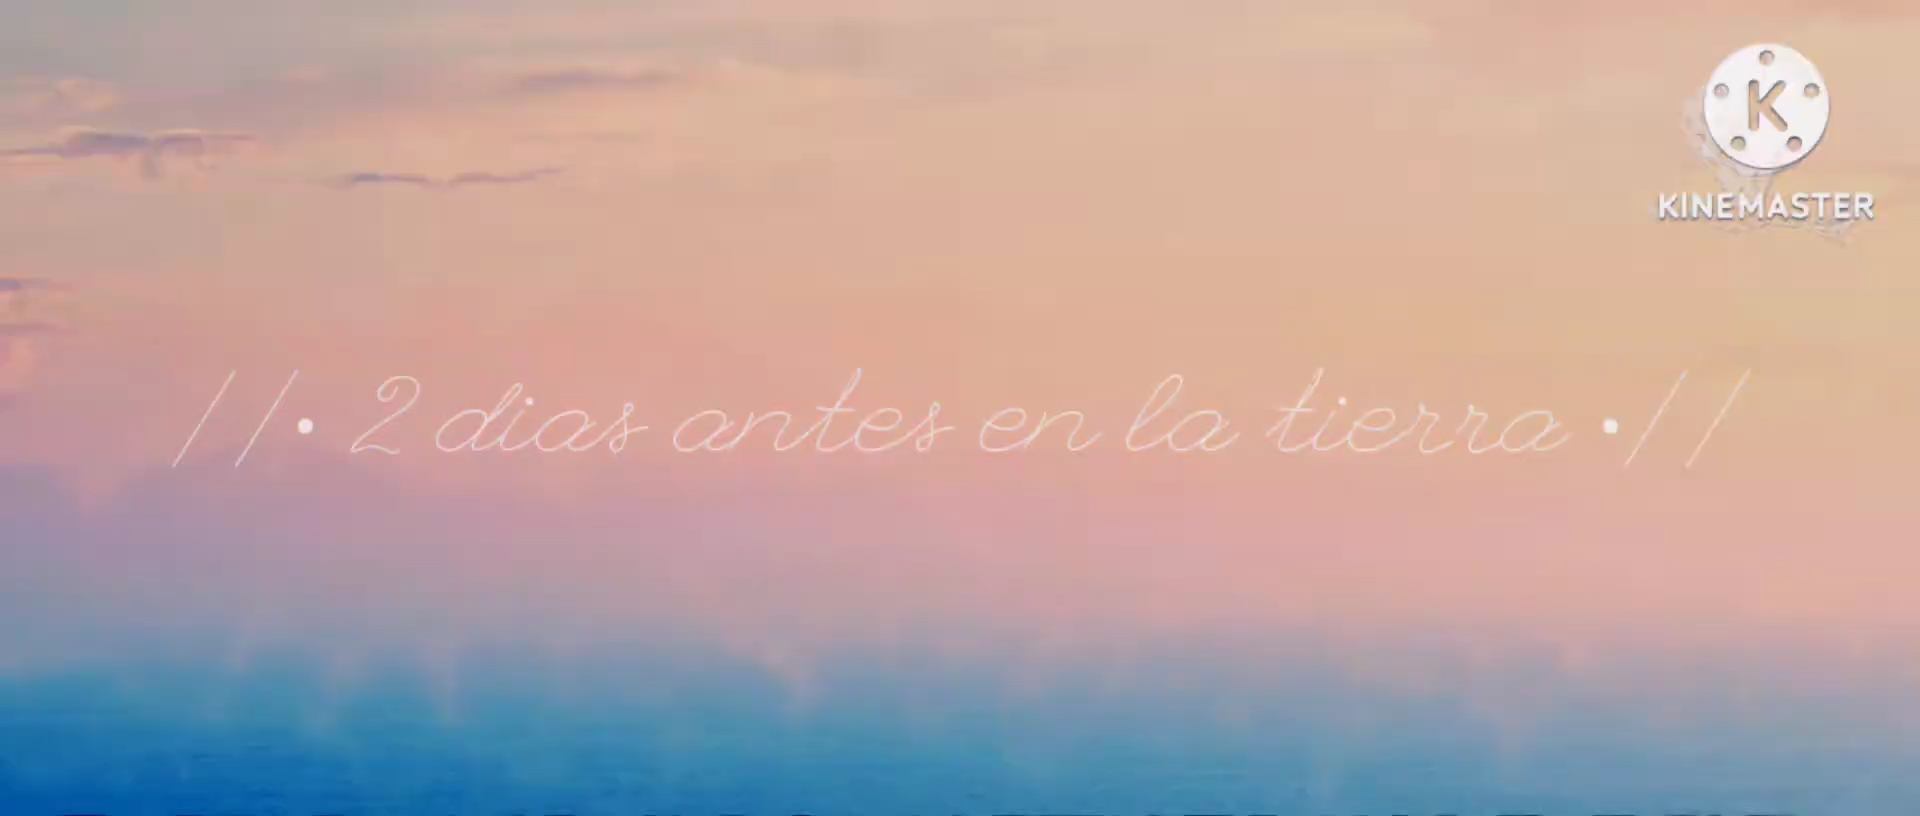 K
KINEMASTER
//• 2 dias antes en la tierra •//